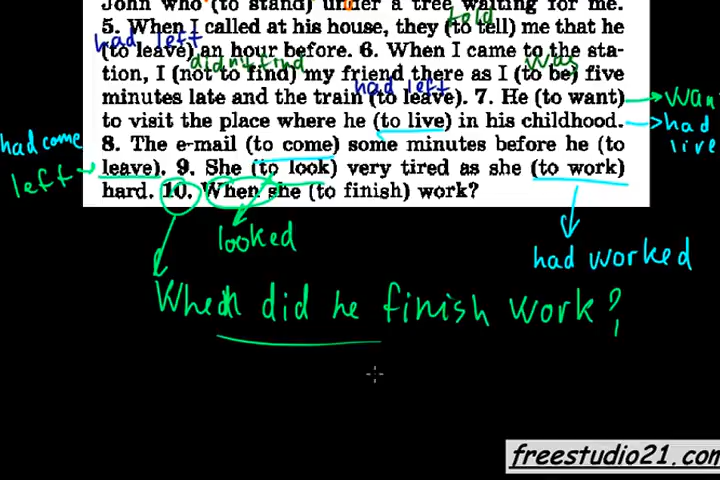 John who (to stand) under a tree waiting for me.
told
5. When I called at his house, they (to tell) me that he
had left
(to leave) an hour before. 6. When I came to the sta-
didn't find was
tion, I (not to find) my friend there as I (to be) five
had left
minutes late and the train (to leave). 7. He (to want) wan
to visit the place where he (to live) in his childhood. had
had come live
8. The e-mail (to come) some minutes before he (to
left
leave). 9. She (to look) very tired as she (to work)
hard. 10. When she (to finish) work?
looked
had worked
When did he finish work?
freestudio21.com